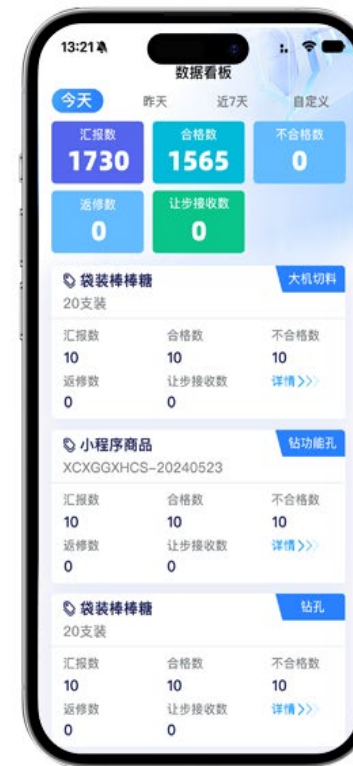 13:21
数据看板
今天 昨天 近7天 自定义
汇报数 合格数 不合格数
1730 1565 0
返修数 让步接收数
0 0
袋装棒棒糖 大机切料
20支装
汇报数 合格数 不合格数
10 10 10
返修数 让步接收数 详情>>>
0 0
小程序商品 钻功能孔
XCXGGXHCS-20240523
汇报数 合格数 不合格数
10 10 10
返修数 让步接收数 详情>>>
0 0
袋装棒棒糖 钻孔
20支装
汇报数 合格数 不合格数
10 10 10
返修数 让步接收数 详情>>>
0 0